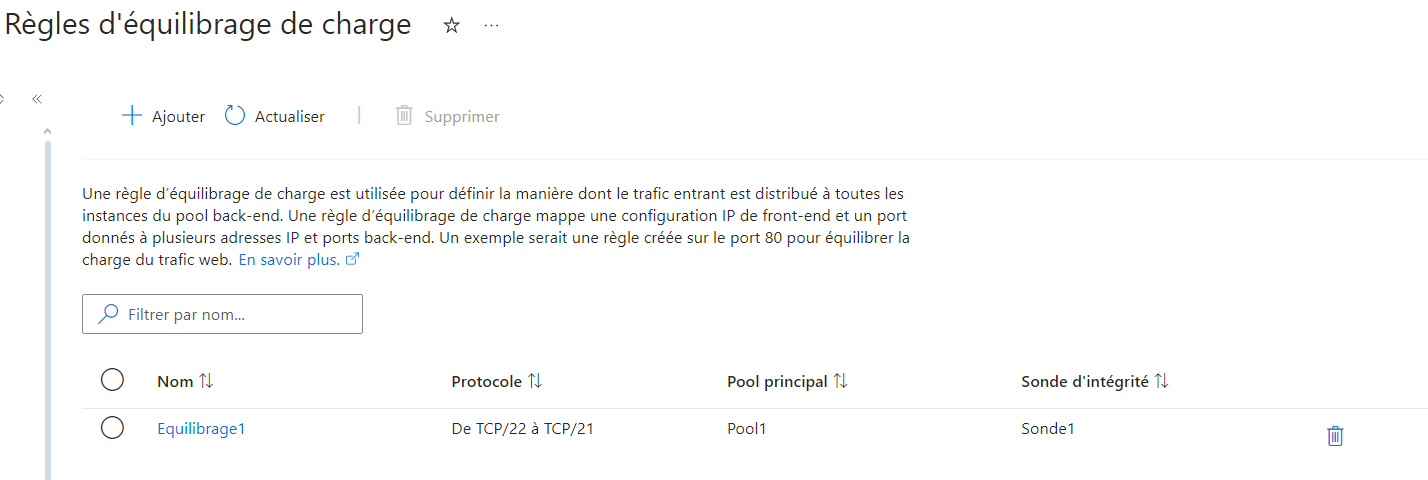 Règles d'équilibrage de charge
Ajouter Actualiser Supprimer
Une règle d'équilibrage de charge est utilisée pour définir la manière dont le trafic entrant est distribué à toutes les
instances du pool back-end. Une règle d'équilibrage de charge mappe une configuration IP de front-end et un port
donnés à plusieurs adresses IP et ports back-end. Un exemple serait une règle créée sur le port 80 pour équilibrer la
charge du trafic web. En savoir plus.
Filtrer par nom...
Nom Protocole Pool principal Sonde d'intégrité
Equilibrage1 De TCP/22 à TCP/21 Pool1 Sonde1